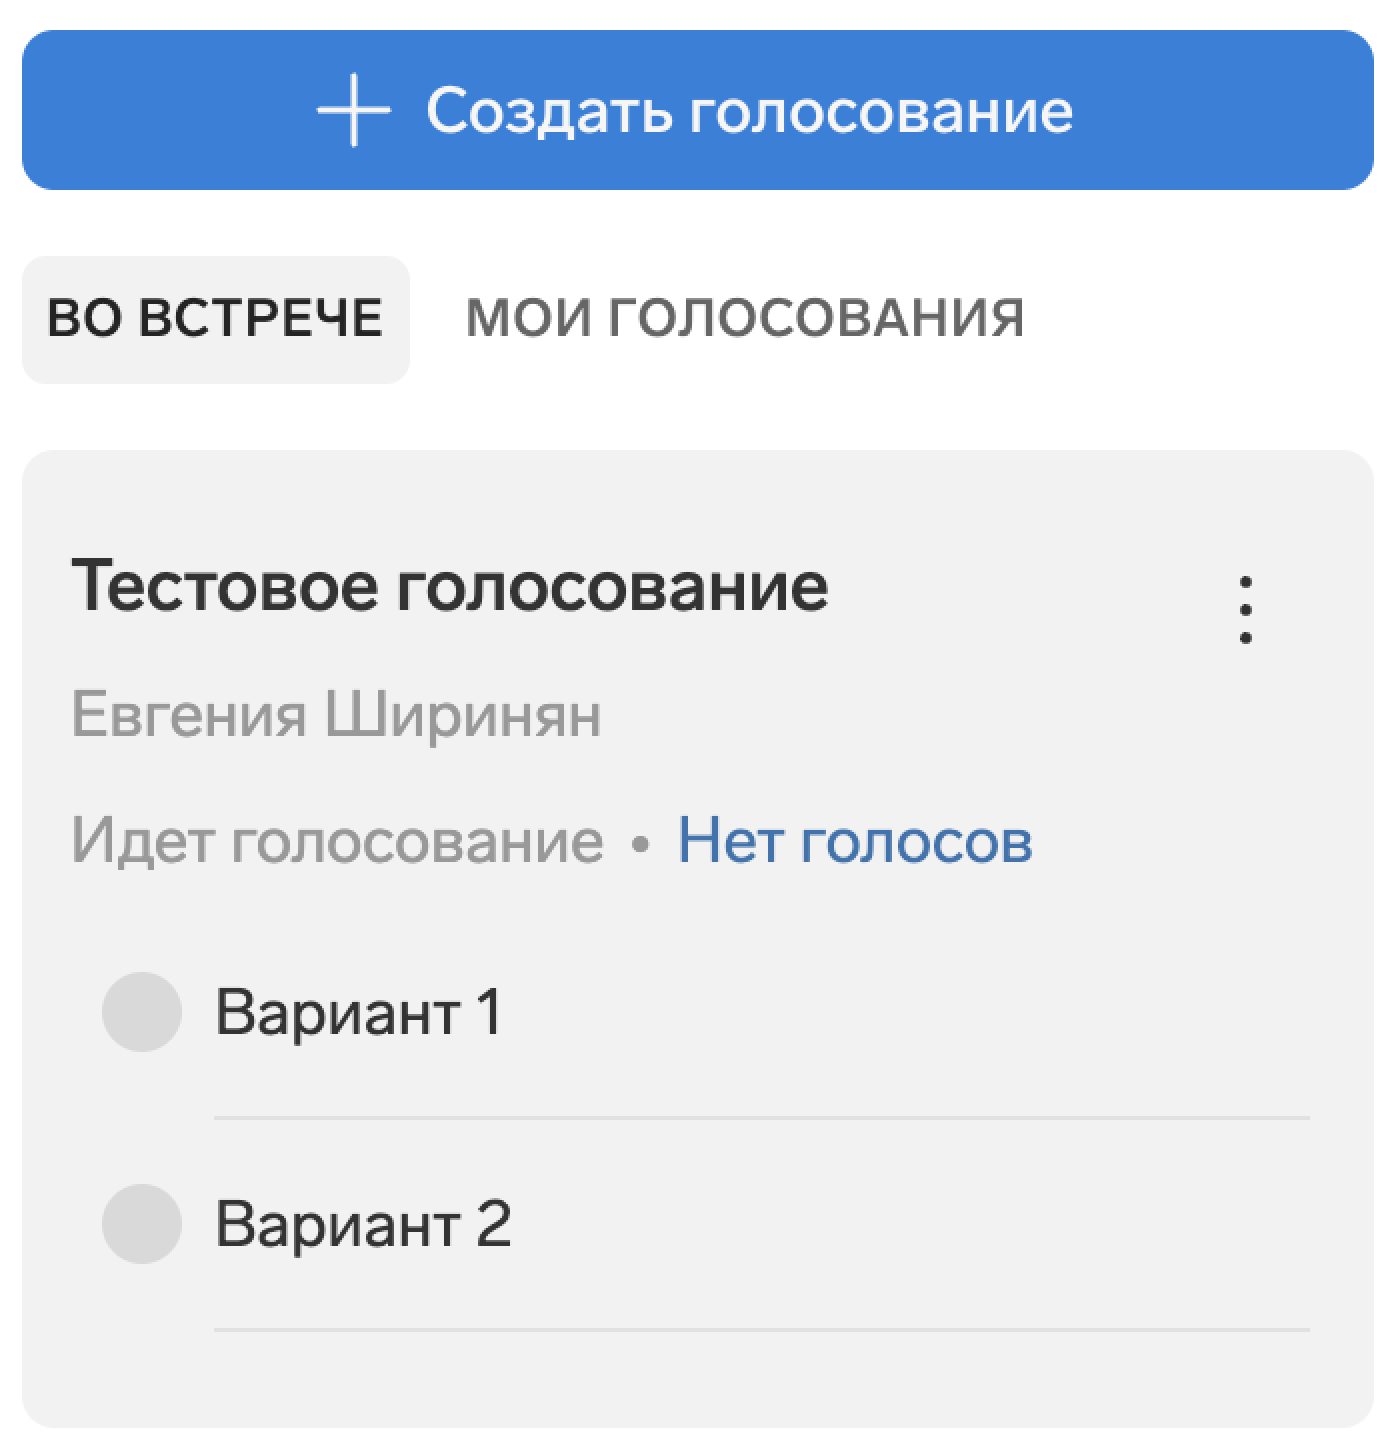 Создать голосование
ВО ВСТРЕЧЕ МОИ ГОЛОСОВАНИЯ
Тестовое голосование
Евгения Ширинян
Идет голосование • Нет голосов
Вариант 1
Вариант 2